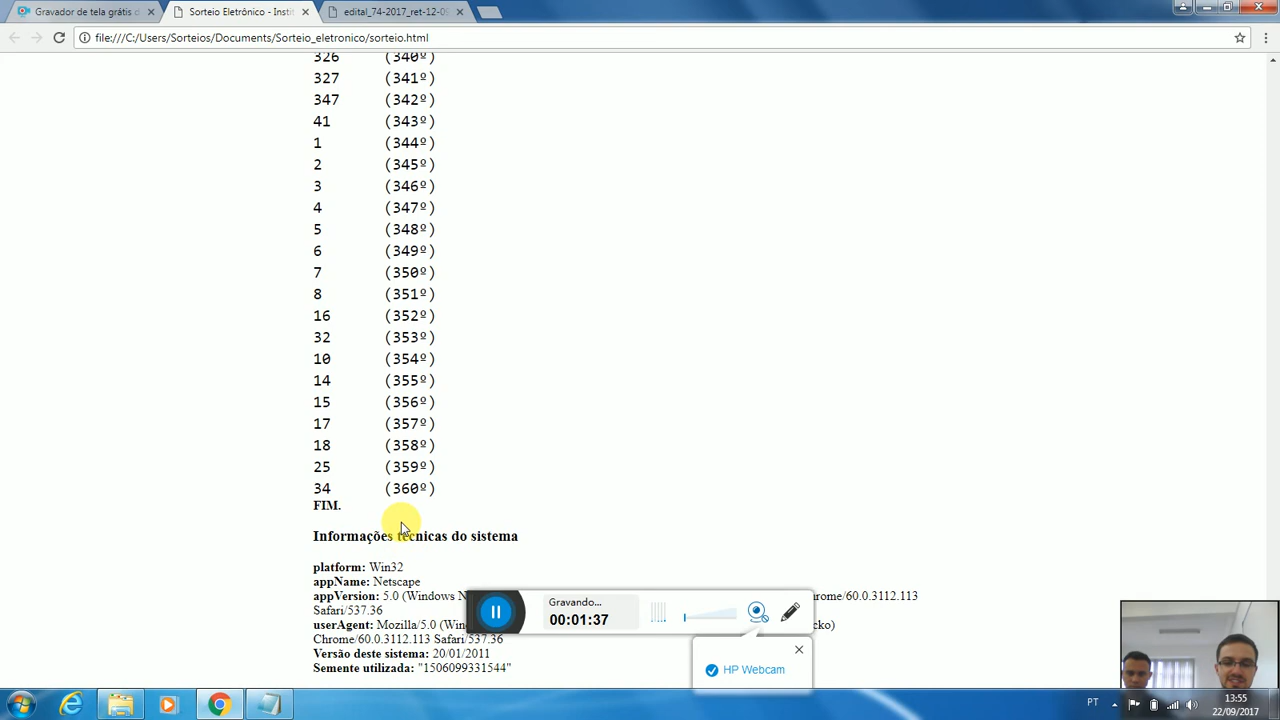 Gravador de tela grátis d
Sorteio Eletrônico - Insti
edital_74-2017_ret-12-09
file:///C:/Users/Sorteios/Documents/Sorteio_eletronico/sorteio.html
326 (340º)
327 (341º)
347 (342º)
41 (343º)
1 (344º)
2 (345º)
3 (346º)
4 (347º)
5 (348º)
6 (349º)
7 (350º)
8 (351º)
16 (352º)
32 (353º)
10 (354º)
14 (355º)
15 (356º)
17 (357º)
18 (358º)
25 (359º)
34 (360º)
FIM.
Informações técnicas do sistema
platform: Win32
appName: Netscape
appVersion: 5.0 (Windows N hrome/60.0.3112.113
Safari/537.36
userAgent: Mozilla/5.0 (Win cko)
Chrome/60.0.3112.113 Safari/537.36
Versão deste sistema: 20/01/2011
Semente utilizada: "1506099331544"
Gravando...
00:01:37
HP Webcam
PT
13:55
22/09/2017